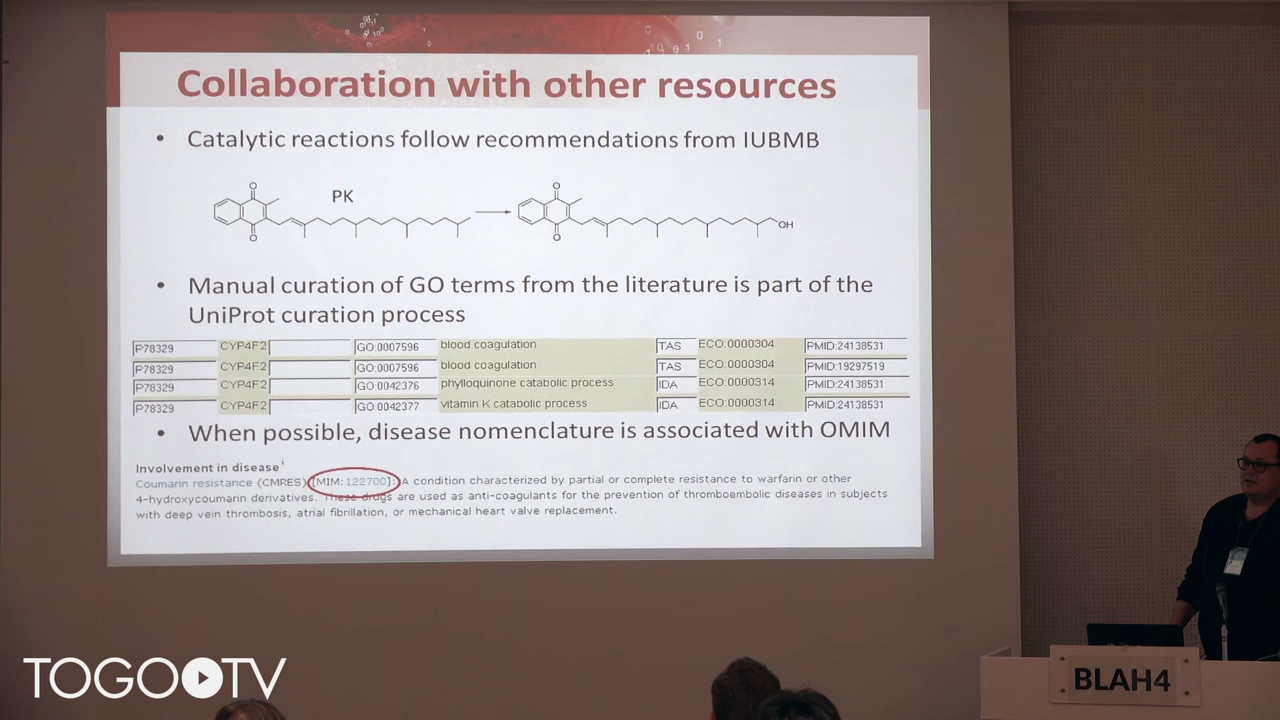 Collaboration with other resources
• Catalytic reactions follow recommendations from IUBMB
O
PK
O
O
O
OH
• Manual curation of GO terms from the literature is part of the
UniProt curation process
P78329 CYP4F2 GO:0007596 blood coagulation TAS ECO:0000304 PMID:24138531
P78329 CYP4F2 GO:0007596 blood coagulation TAS ECO:0000304 PMID:19297519
P78329 CYP4F2 GO:0042376 phylloquinone catabolic process IDA ECO:0000314 PMID:24138531
P78329 CYP4F2 GO:0042377 vitamin K catabolic process IDA ECO:0000314 PMID:24138531
• When possible, disease nomenclature is associated with OMIM
Involvement in disease i
Coumarin resistance (CMRES) [MIM:122700]: A condition characterized by partial or complete resistance to warfarin or other
4-hydroxycoumarin derivatives. These drugs are used as anti-coagulants for the prevention of thromboembolic diseases in subjects
with deep vein thrombosis, atrial fibrillation, or mechanical heart valve replacement.
TOGO TV
BLAH4